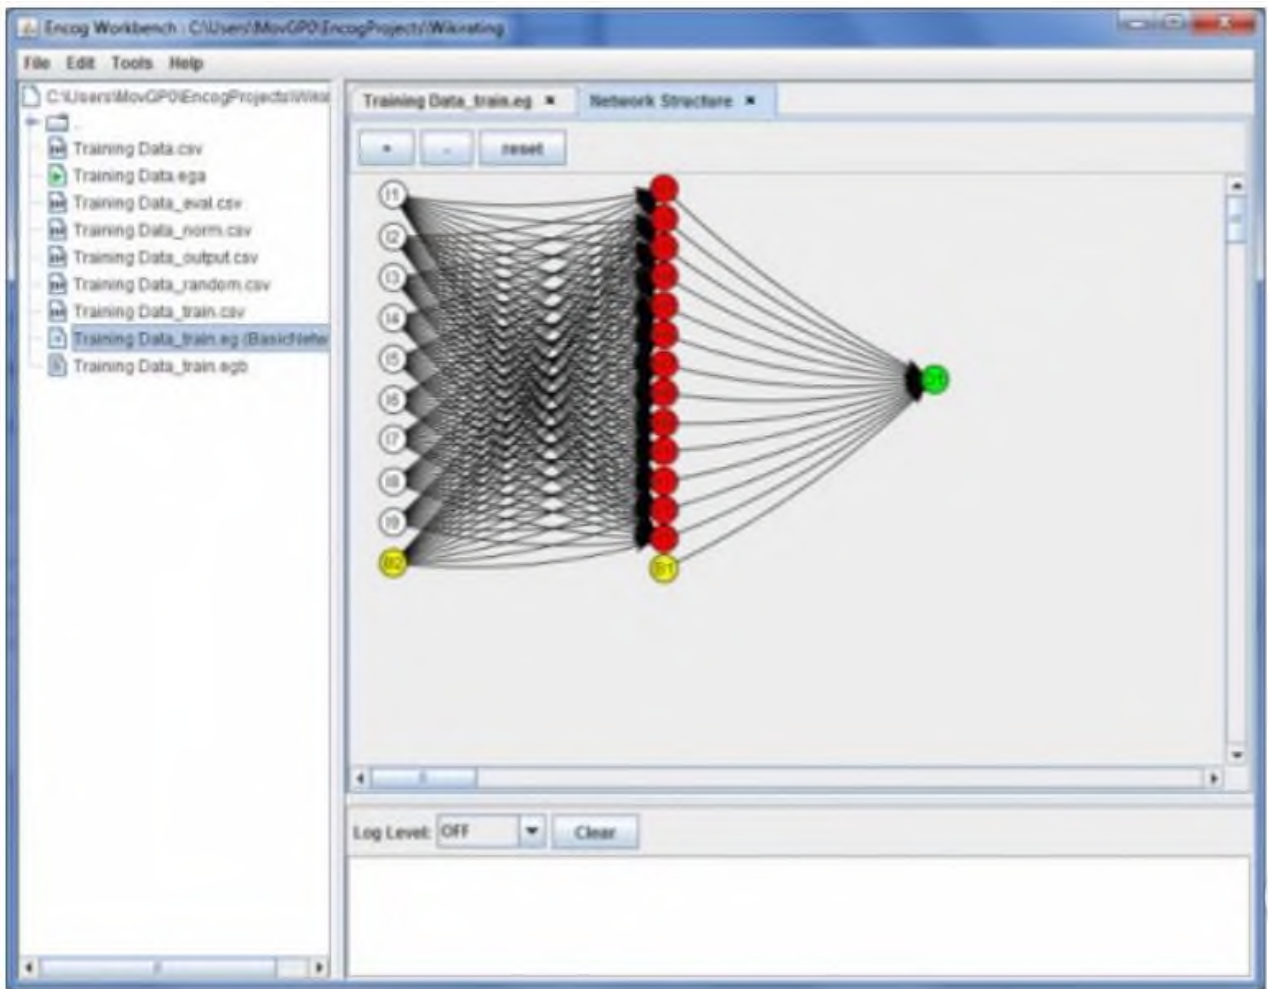 Encog Workbench : C:\Users\MovGP0\EncogProjects\Wikirating
File Edit Tools Help
C:\Users\MovGP0\EncogProjects\Wikir
..
Training Data.csv
Training Data.ega
Training Data_eval.csv
Training Data_norm.csv
Training Data_output.csv
Training Data_random.csv
Training Data_train.csv
Training Data_train.eg (BasicNetw
Training Data_train.egb
Training Data_train.eg × Network Structure ×
+ - reset
I1
I2
I3
I4
I5
I6
I7
I8
I9
B2
B1
O1
Log Level: OFF Clear